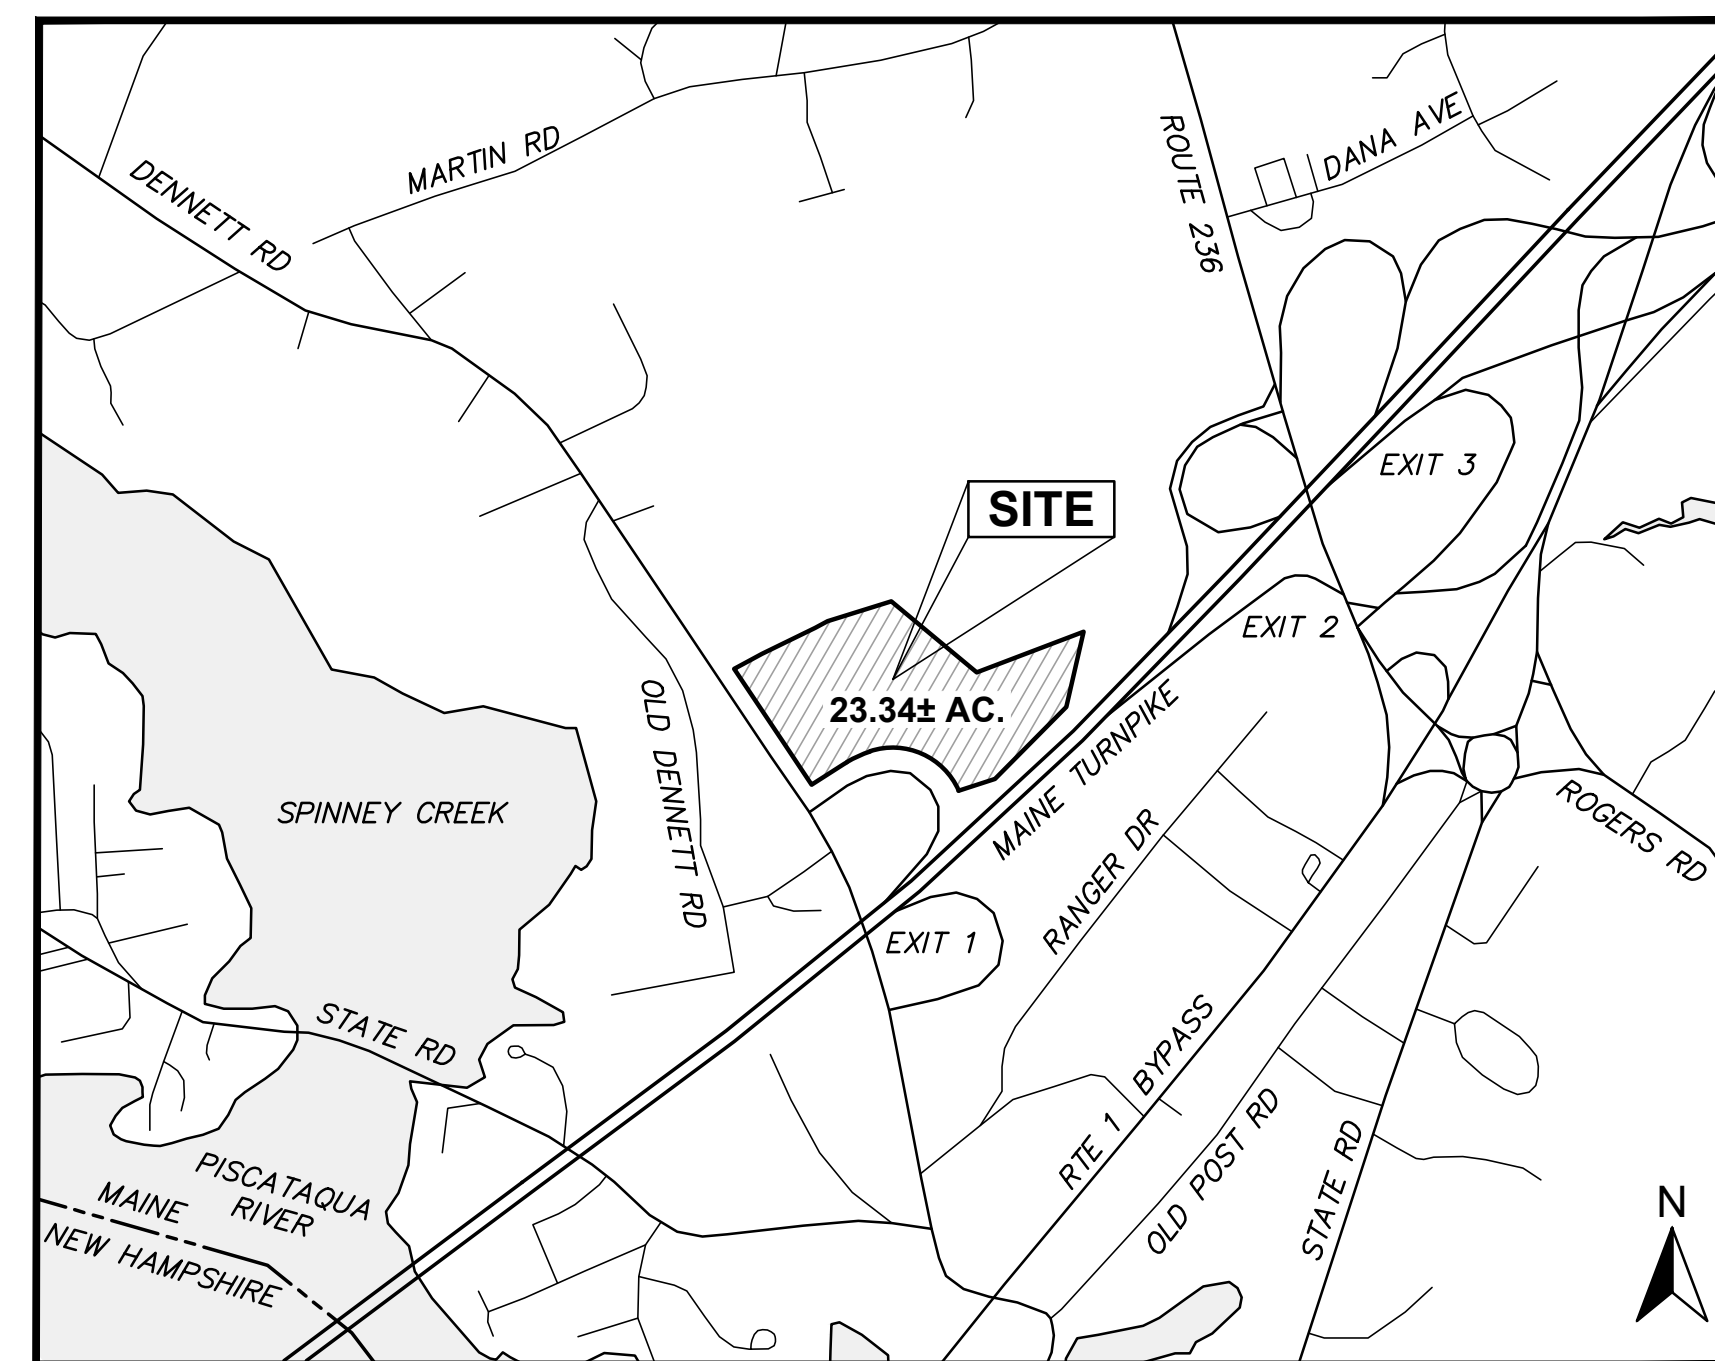 MARTIN RD
DENNETT RD
ROUTE 236
DANA AVE
EXIT 3
SITE
EXIT 2
23.34± AC.
OLD DENNETT RD
MAINE TURNPIKE
SPINNEY CREEK
RANGER DR
ROGERS RD
EXIT 1
STATE RD
RTE 1 BYPASS
OLD POST RD
STATE RD
PISCATAQUA
RIVER
MAINE
NEW HAMPSHIRE
N